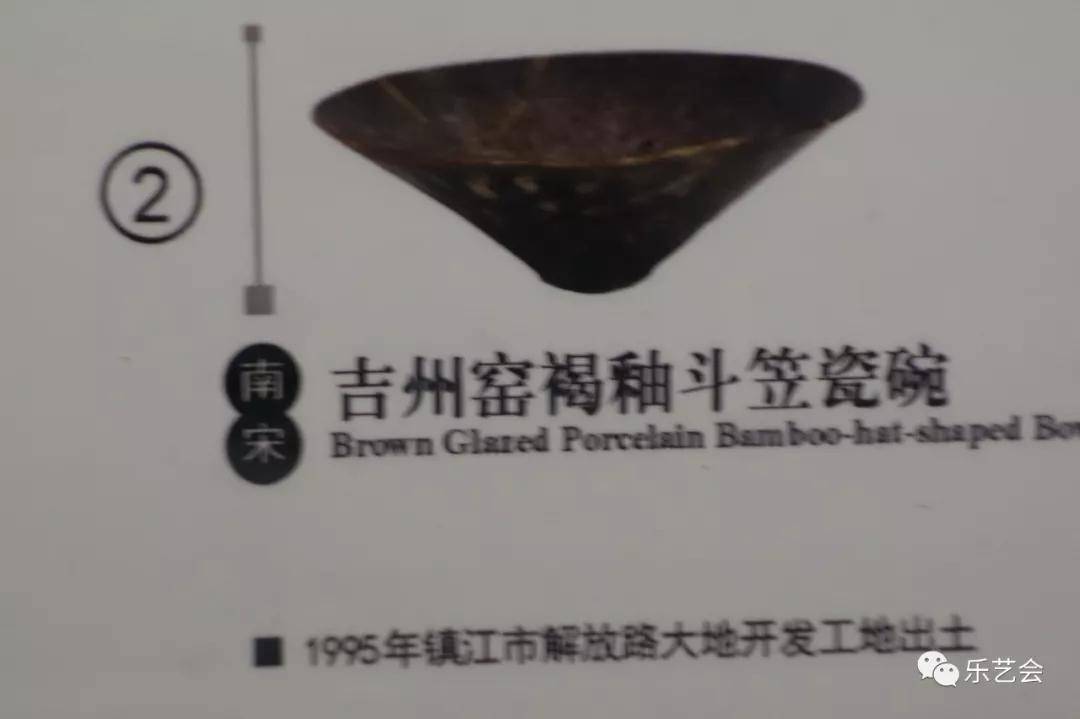 ②
南宋
吉州窑褐釉斗笠瓷碗
Brown Glazed Porcelain Bamboo-hat-shaped
1995年镇江市解放路大地开发工地出土
乐艺会